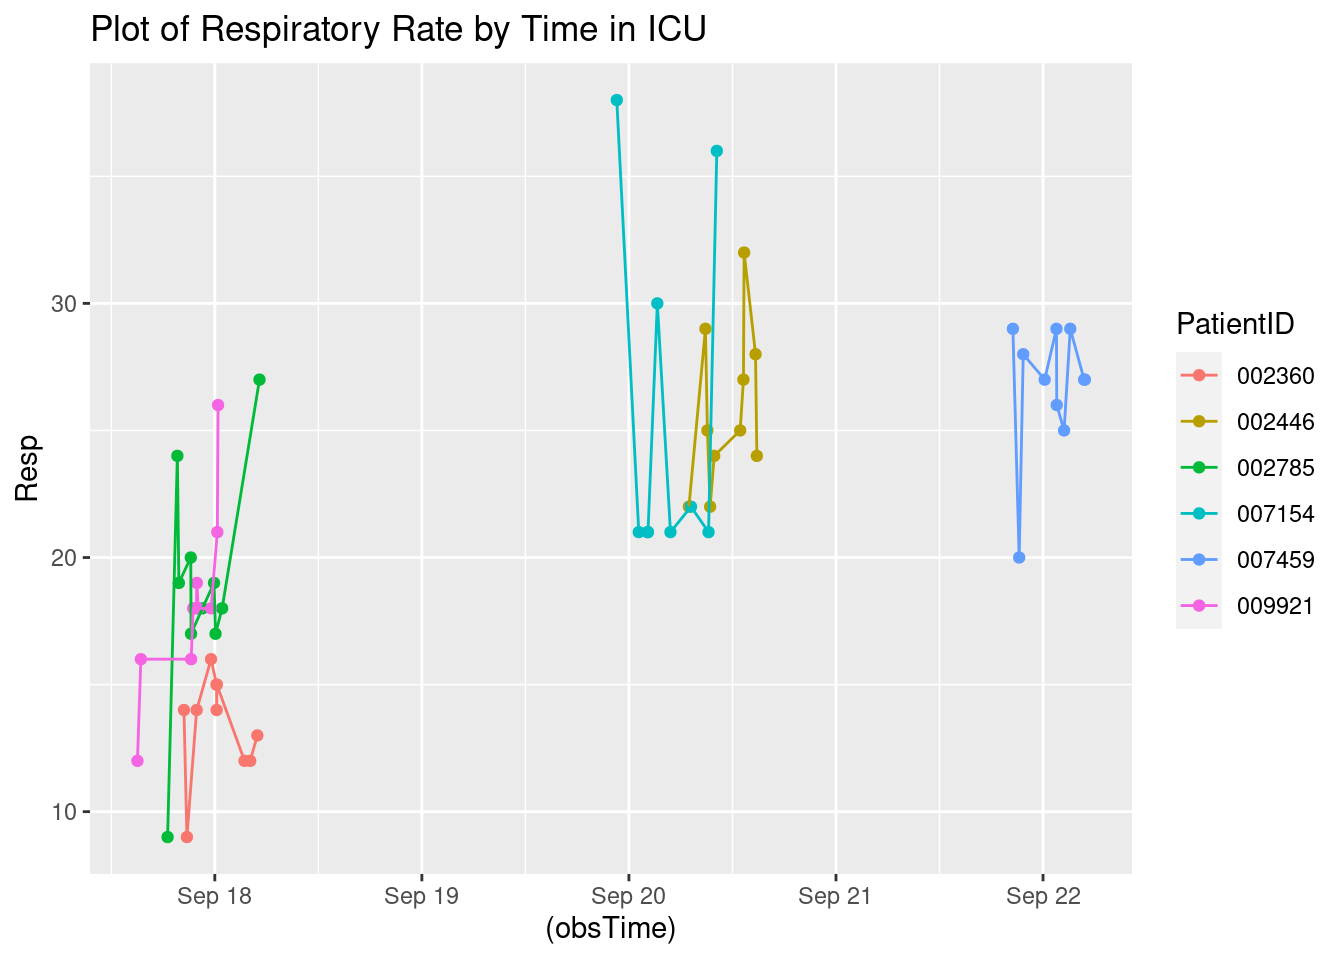 Plot of Respiratory Rate by Time in ICU
Resp
30
20
10
Sep 18
Sep 19
Sep 20
Sep 21
Sep 22
(obsTime)
PatientID
002360
002446
002785
007154
007459
009921